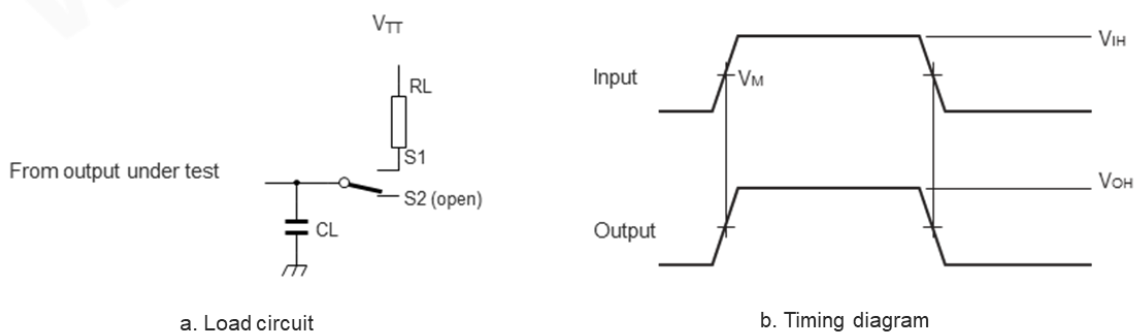 VTT
RL
S1
From output under test
S2 (open)
CL
a. Load circuit
VIH
Input
VM
VOH
Output
b. Timing diagram